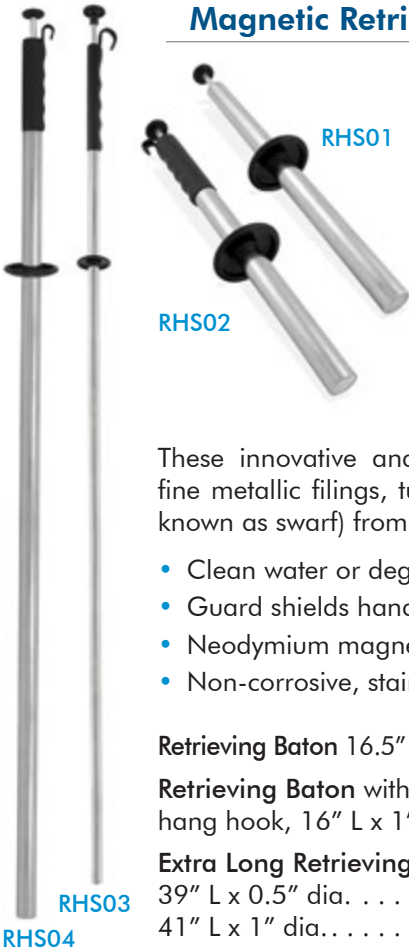 Magnetic Retri
RHS01
RHS02
These innovative and
fine metallic filings, tu
known as swarf) from
• Clean water or deg
• Guard shields hand
• Neodymium magne
• Non-corrosive, stain
Retrieving Baton 16.5”
Retrieving Baton with
hang hook, 16” L x 1”
Extra Long Retrieving
39” L x 0.5” dia. . . . .
41” L x 1” dia. . . . . .
RHS03
RHS04